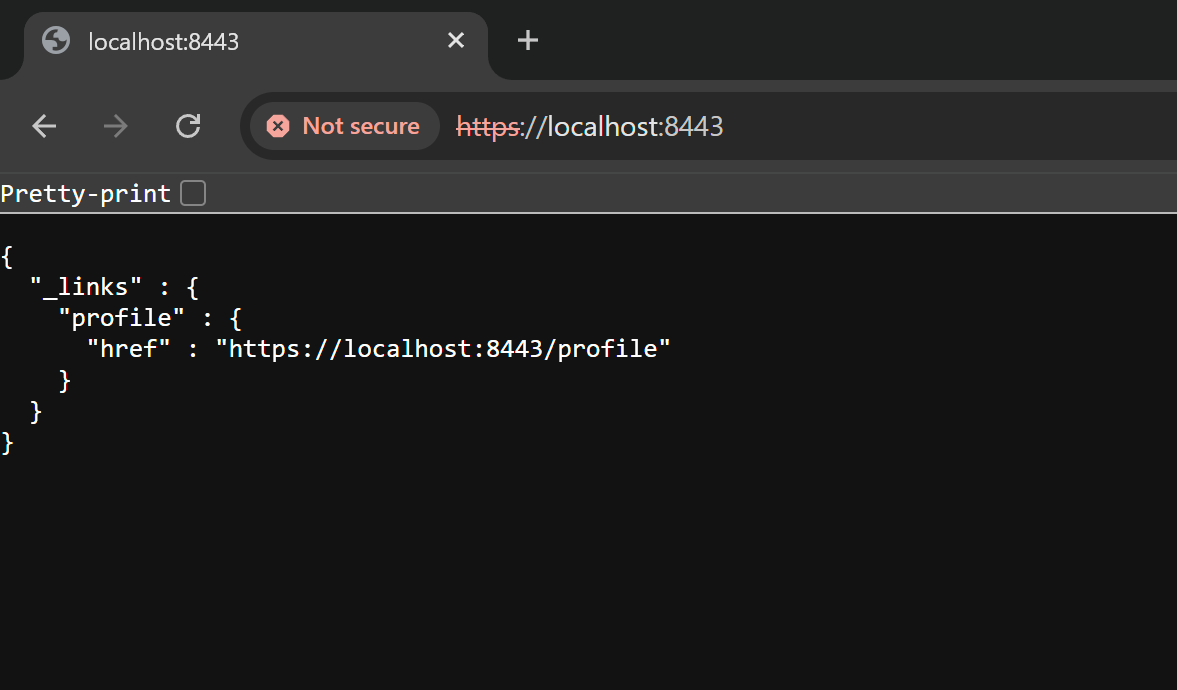 localhost:8443
Not secure https://localhost:8443
Pretty-print
{
  "_links" : {
    "profile" : {
      "href" : "https://localhost:8443/profile"
    }
  }
}